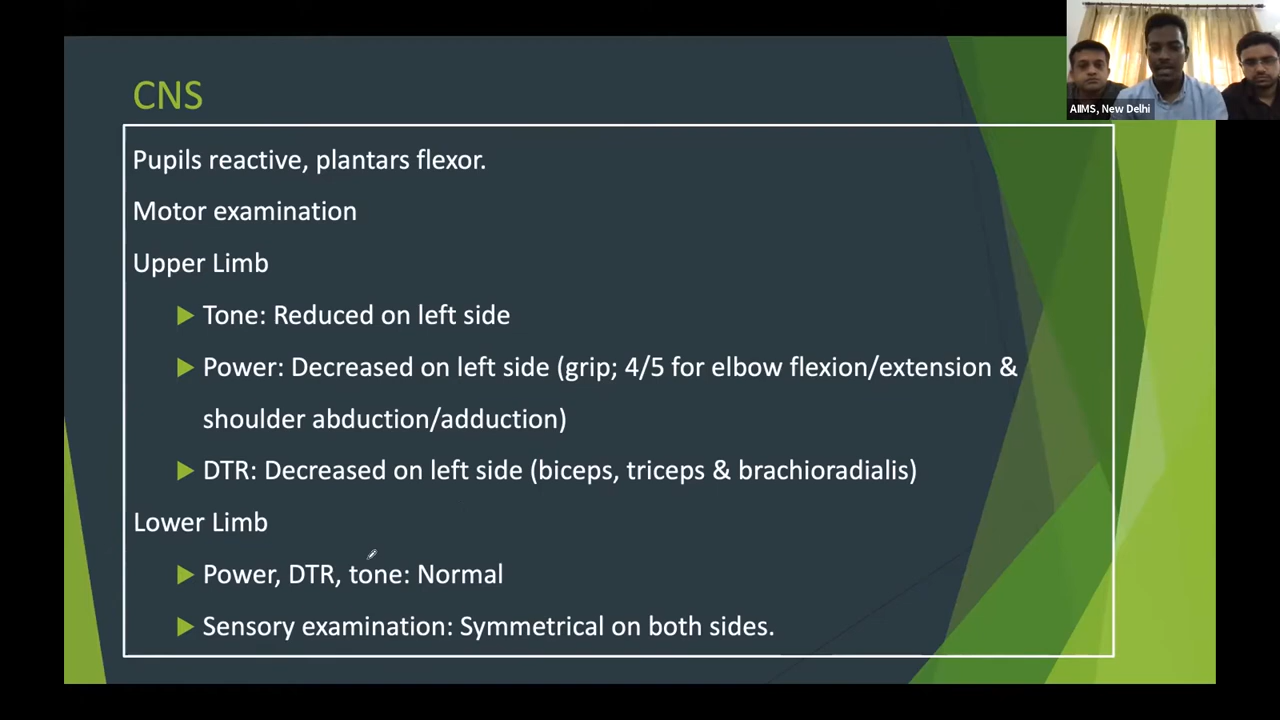 AIIMS, New Delhi
CNS
Pupils reactive, plantars flexor.
Motor examination
Upper Limb
Tone: Reduced on left side
Power: Decreased on left side (grip; 4/5 for elbow flexion/extension &
shoulder abduction/adduction)
DTR: Decreased on left side (biceps, triceps & brachioradialis)
Lower Limb
Power, DTR, tone: Normal
Sensory examination: Symmetrical on both sides.